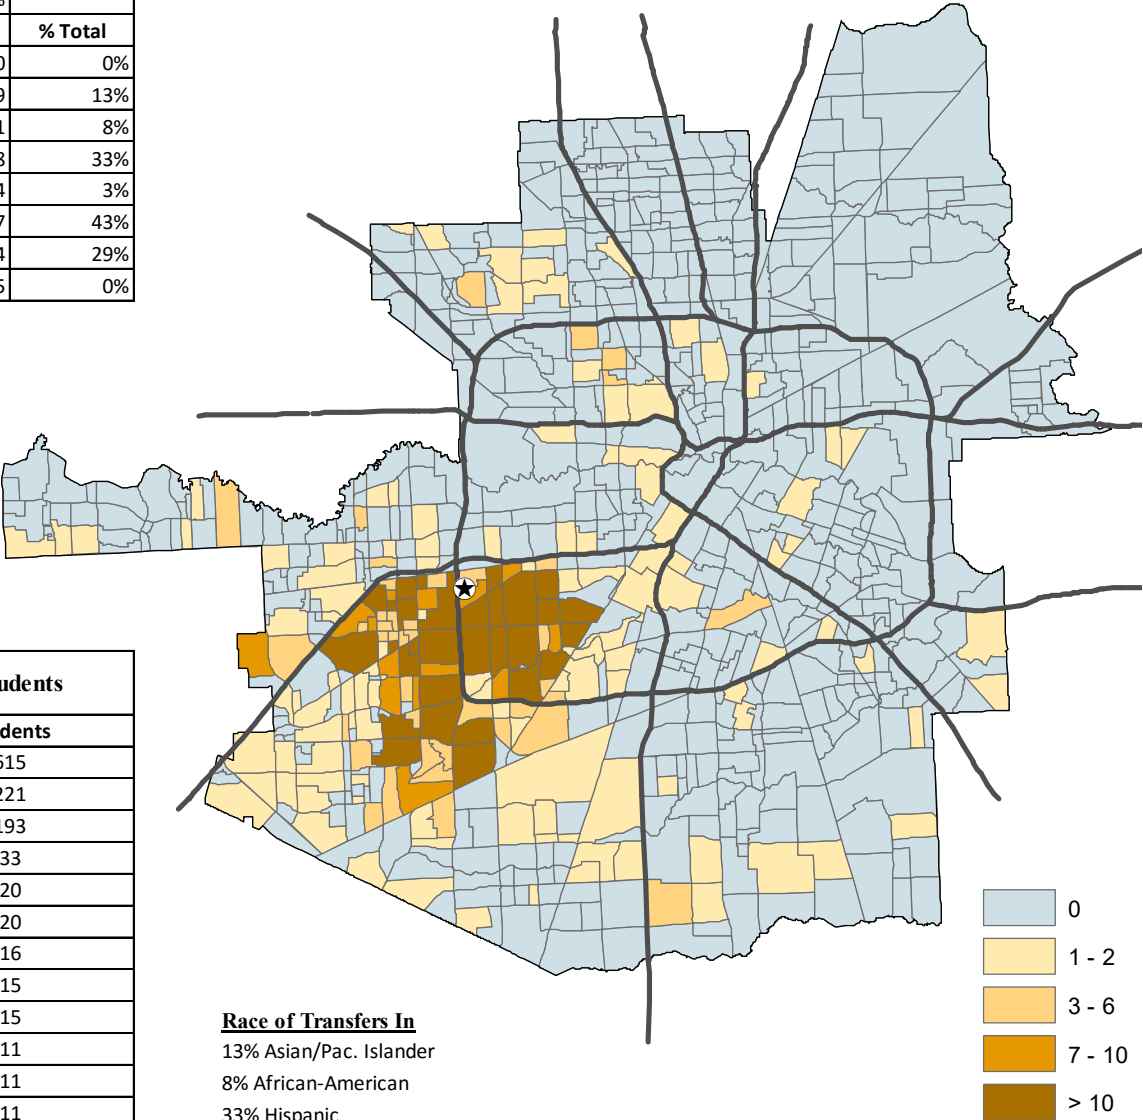 % Total
0%
13%
8%
33%
3%
43%
29%
0%
udents
dents
615
221
193
33
20
20
16
15
15
11
11
11
Race of Transfers In
13% Asian/Pac. Islander
8% African-American
33% Hispanic
0
1 - 2
3 - 6
7 - 10
> 10